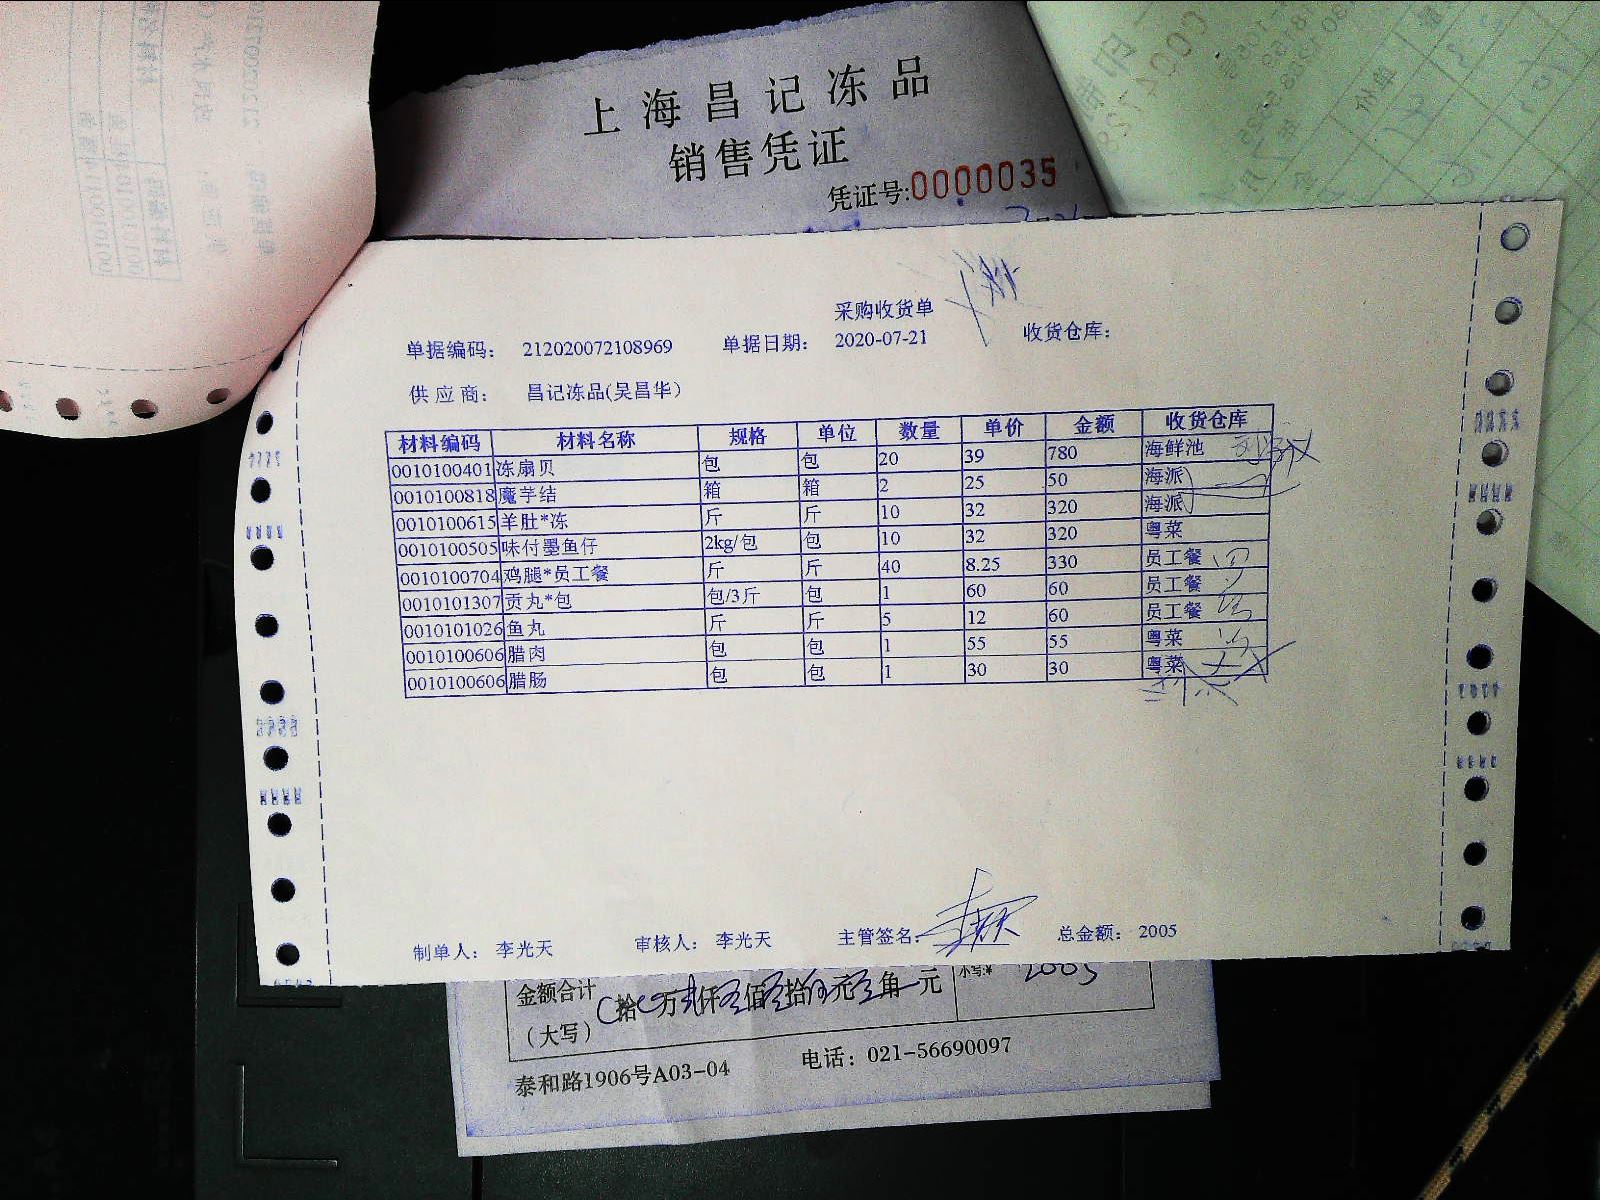 上海昌记冻品
销售凭证
凭证号:0000035
采购收货单
单据编码： 212020072108969 单据日期： 2020-07-21 收货仓库：
供应商： 昌记冻品(吴昌华)
材料编码 材料名称 规格 单位 数量 单价 金额 收货仓库
0010100401 冻扇贝 包 包 20 39 780 海鲜池
0010100818 魔芋结 箱 箱 2 25 50 海派
0010100615 羊肚*冻 斤 斤 10 32 320 海派
0010100505 味付墨鱼仔 2kg/包 包 10 32 320 粤菜
0010100704 鸡腿*员工餐 斤 斤 40 8.25 330 员工餐
0010101307 贡丸*包 包/3斤 包 1 60 60 员工餐
0010101026 鱼丸 斤 斤 5 12 60 员工餐
0010100606 腊肉 包 包 1 55 55 粤菜
0010100606 腊肠 包 包 1 30 30 粤菜
制单人： 李光天 审核人： 李光天 主管签名: 总金额： 2005
金额合计 拾 万 仟 佰 拾 元 角 元 小写:¥ 2005
（大写）
泰和路1906号A03-04 电话：021-56690097